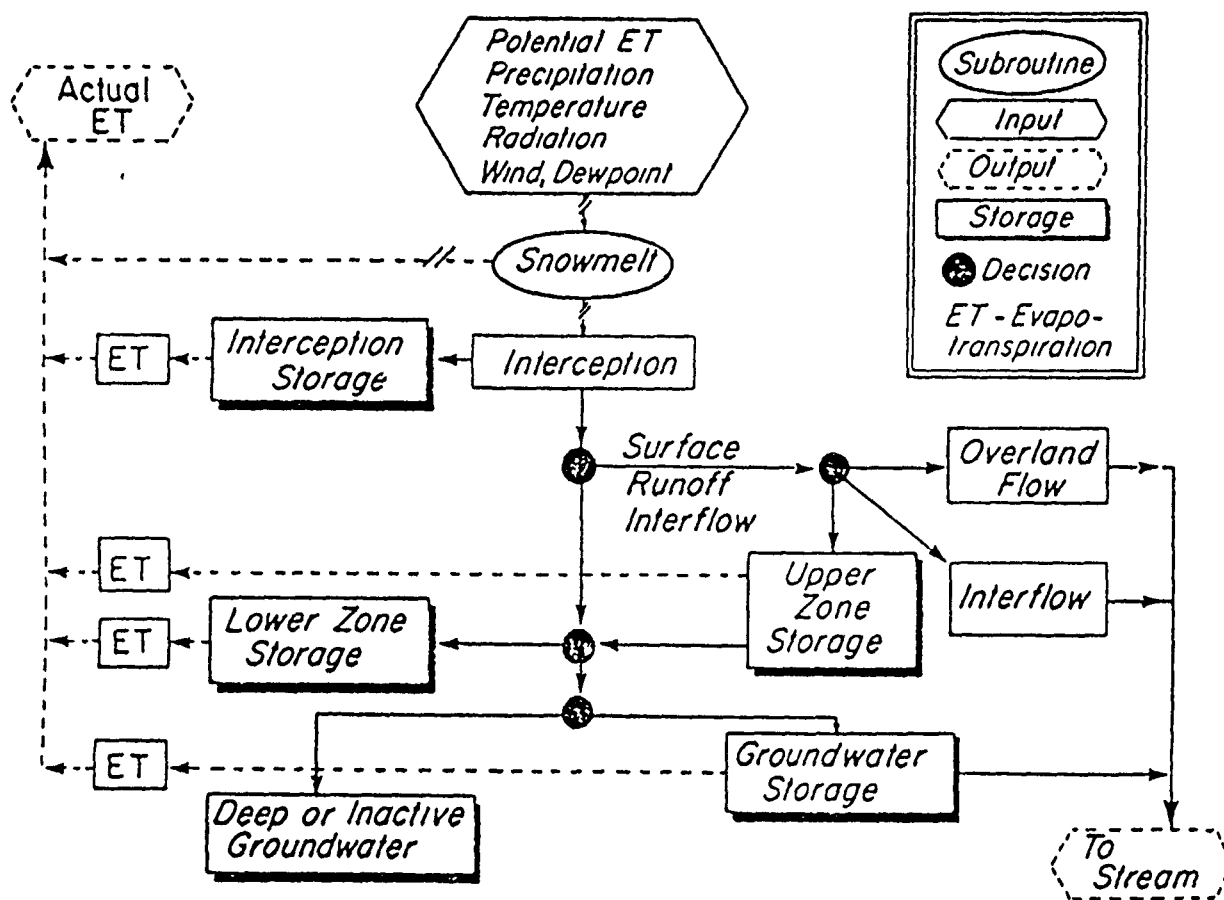 Potential ET
Precipitation
Temperature
Radiation
Wind, Dewpoint
Actual
ET
Subroutine
Input
Output
Storage
Decision
ET - Evapo-
transpiration
Snowmelt
ET
Interception
Storage
Interception
Surface
Runoff
Interflow
Overland
Flow
ET
Upper
Zone
Storage
Interflow
ET
Lower Zone
Storage
ET
Groundwater
Storage
Deep or Inactive
Groundwater
To
Stream